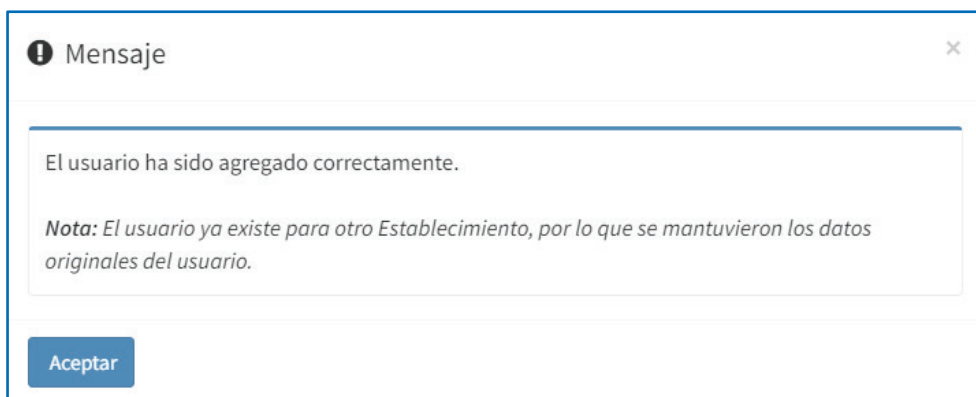 Mensaje
×
El usuario ha sido agregado correctamente.
Nota: El usuario ya existe para otro Establecimiento, por lo que se mantuvieron los datos
originales del usuario.
Aceptar